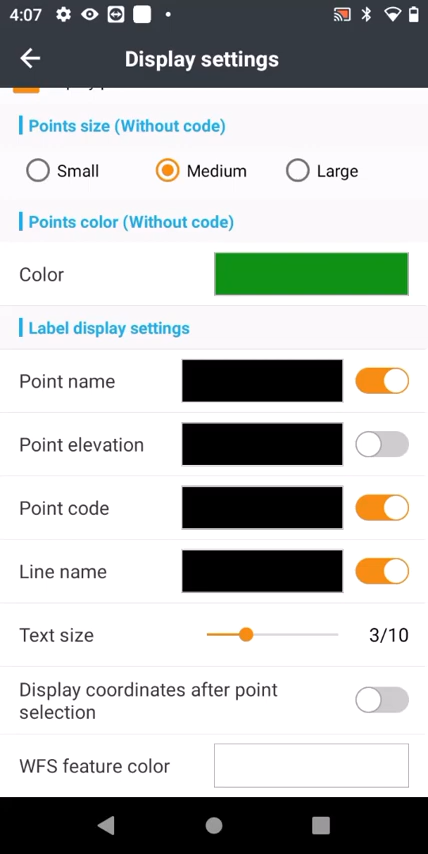 4:07
Display settings
Points size (Without code)
Small
Medium
Large
Points color (Without code)
Color
Label display settings
Point name
Point elevation
Point code
Line name
Text size
3/10
Display coordinates after point
selection
WFS feature color